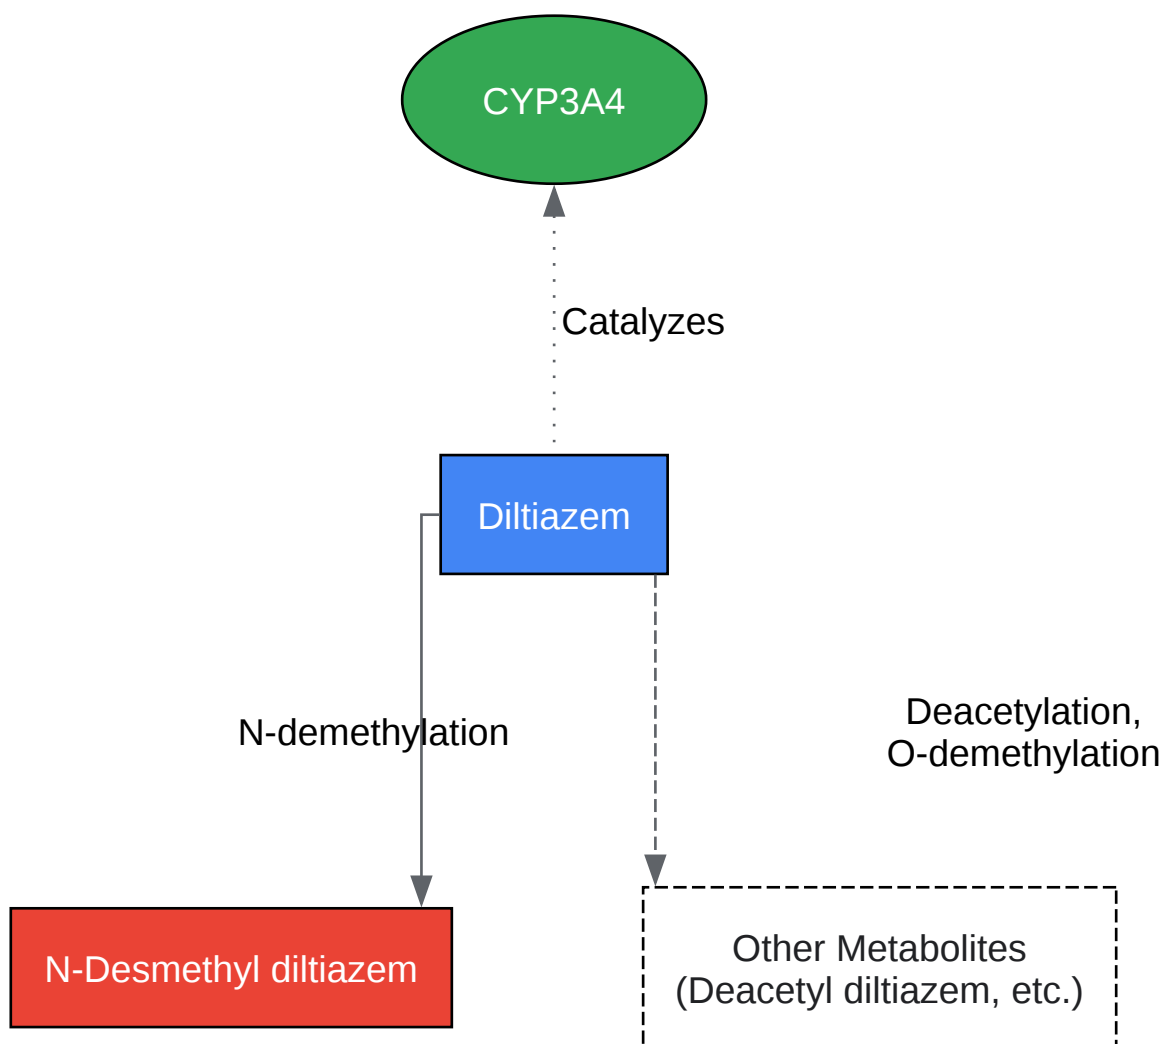 CYP3A4
Catalyzes
Diltiazem
N-demethylation
Deacetylation,
O-demethylation
N-Desmethyl diltiazem
Other Metabolites
(Deacetyl diltiazem, etc.)